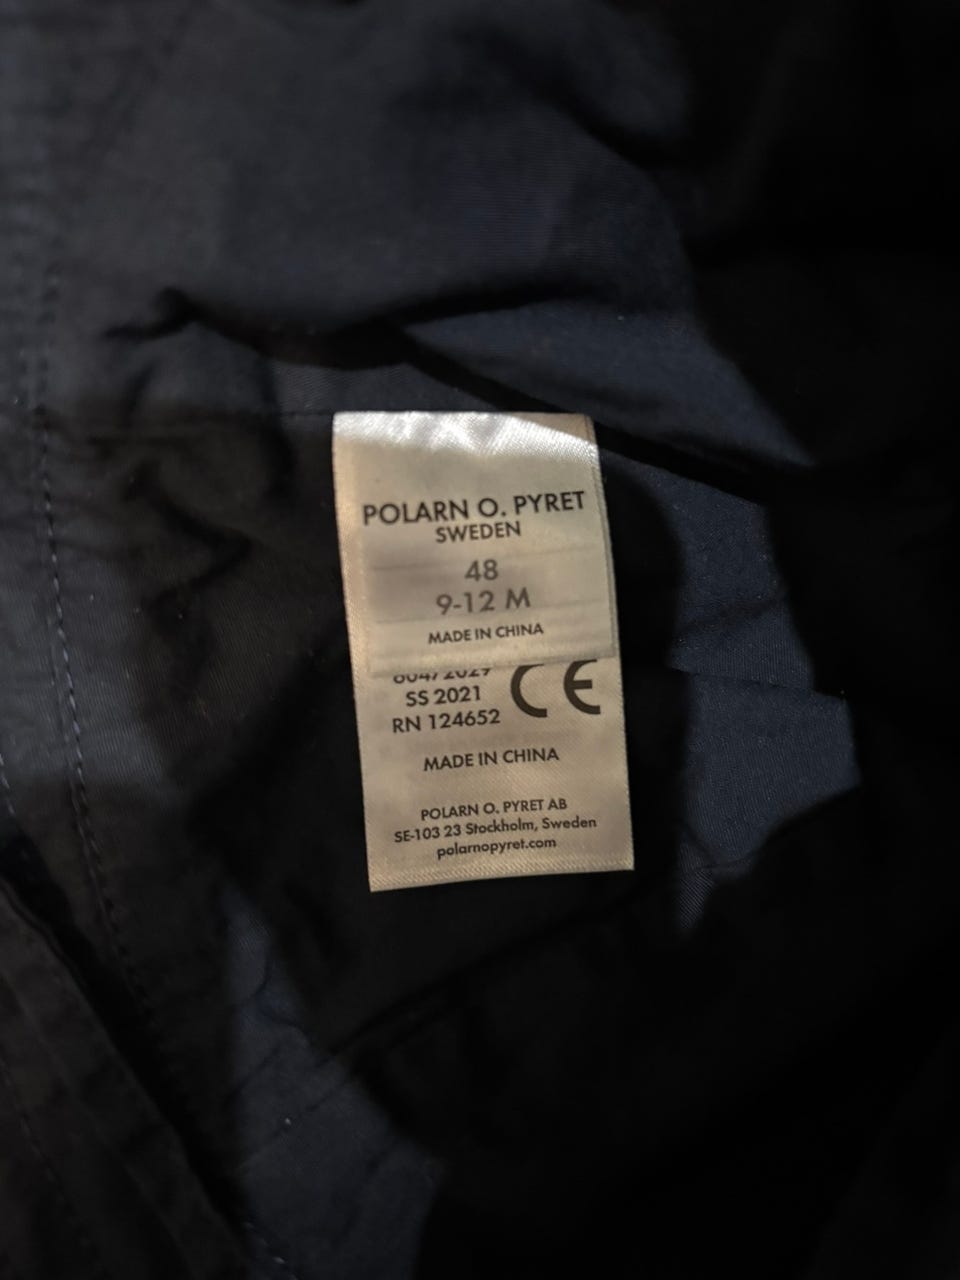 POLARN O. PYRET
SWEDEN
48
9-12 M
MADE IN CHINA
SS 2021
RN 124652
CE
MADE IN CHINA
POLARN O. PYRET AB
SE-103 23 Stockholm, Sweden
polarnopyret.com